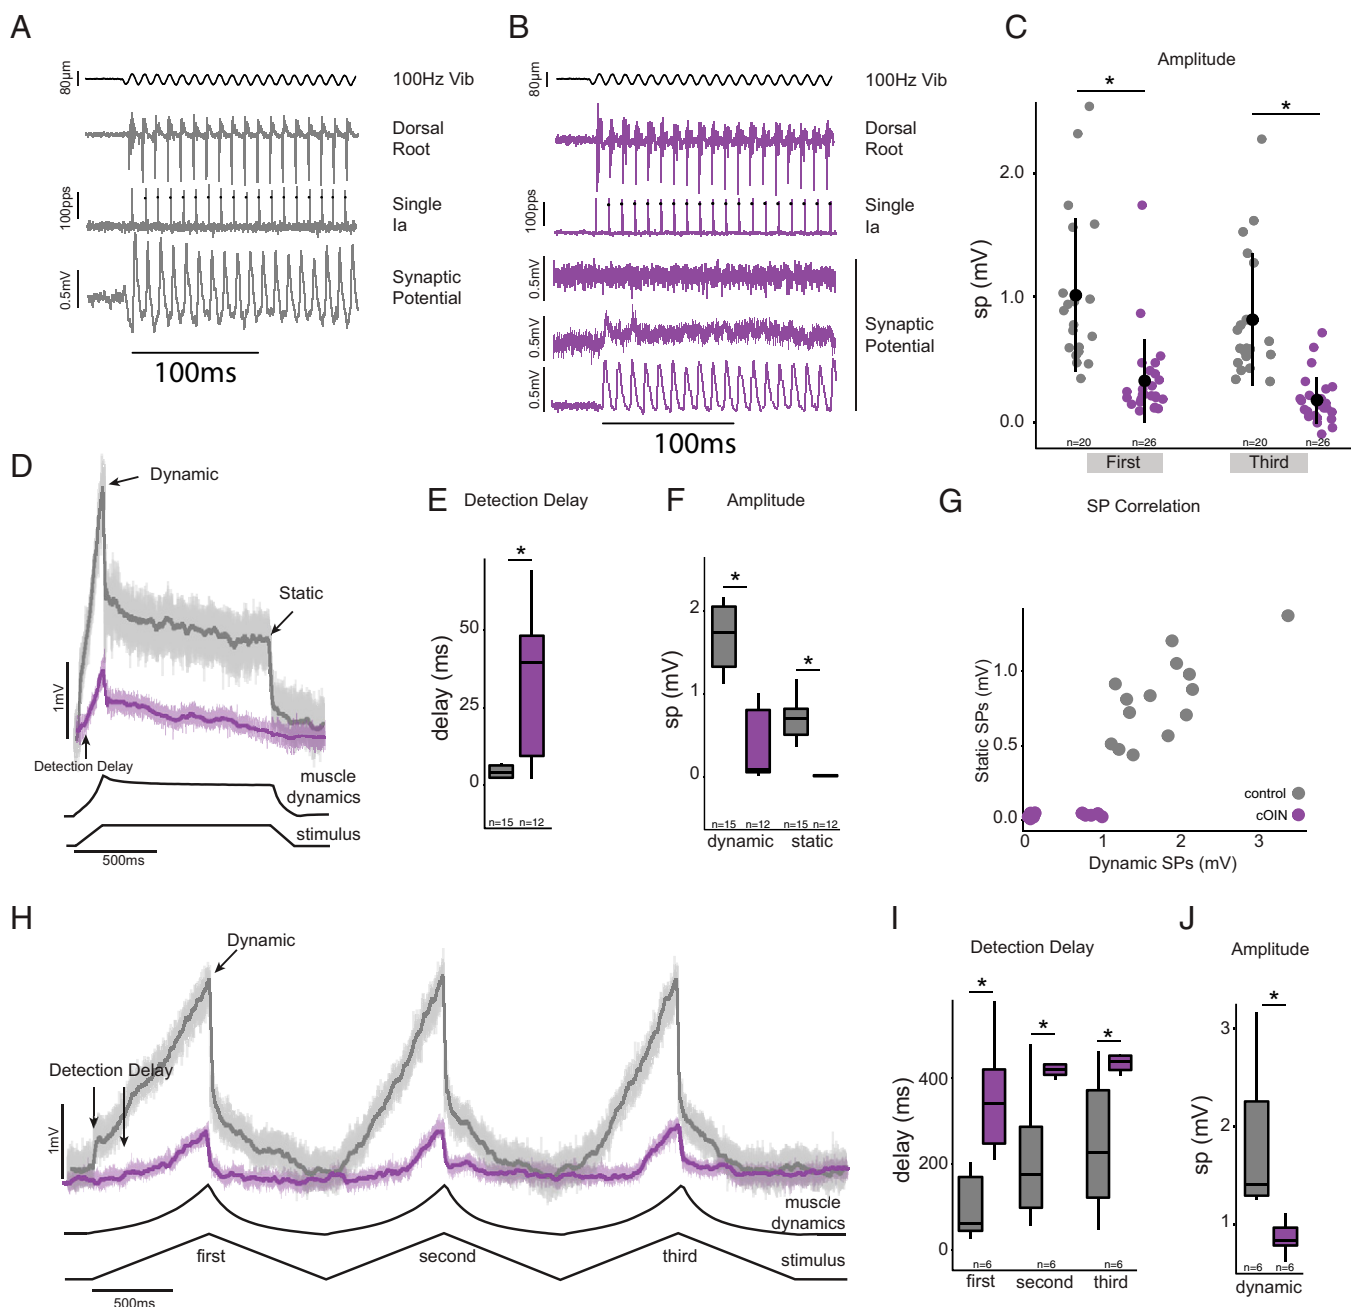 A
80µm
100Hz Vib
Dorsal
Root
100pps
Single
Ia
0.5mV
Synaptic
Potential
100ms
B
80µm
100Hz Vib
Dorsal
Root
100pps
Single
Ia
0.5mV
0.5mV
0.5mV
Synaptic
Potential
100ms
C
Amplitude
*
*
sp (mV)
2.0
1.0
0.0
n=20
n=26
n=20
n=26
First
Third
D
Dynamic
Static
1mV
Detection Delay
muscle
dynamics
stimulus
500ms
E
Detection Delay
*
delay (ms)
50
25
0
n=15 n=12
F
Amplitude
*
*
sp (mV)
2
1
0
n=15 n=12 n=15 n=12
dynamic static
G
SP Correlation
Static SPs (mV)
1.0
0.5
0.0
control
cOIN
0 1 2 3
Dynamic SPs (mV)
H
Dynamic
Detection Delay
1mV
muscle
dynamics
first second third stimulus
500ms
I
Detection Delay
*
*
*
delay (ms)
400
200
0
n=6 n=6 n=6
first second third
J
Amplitude
*
sp (mV)
3
2
1
n=6 n=6
dynamic